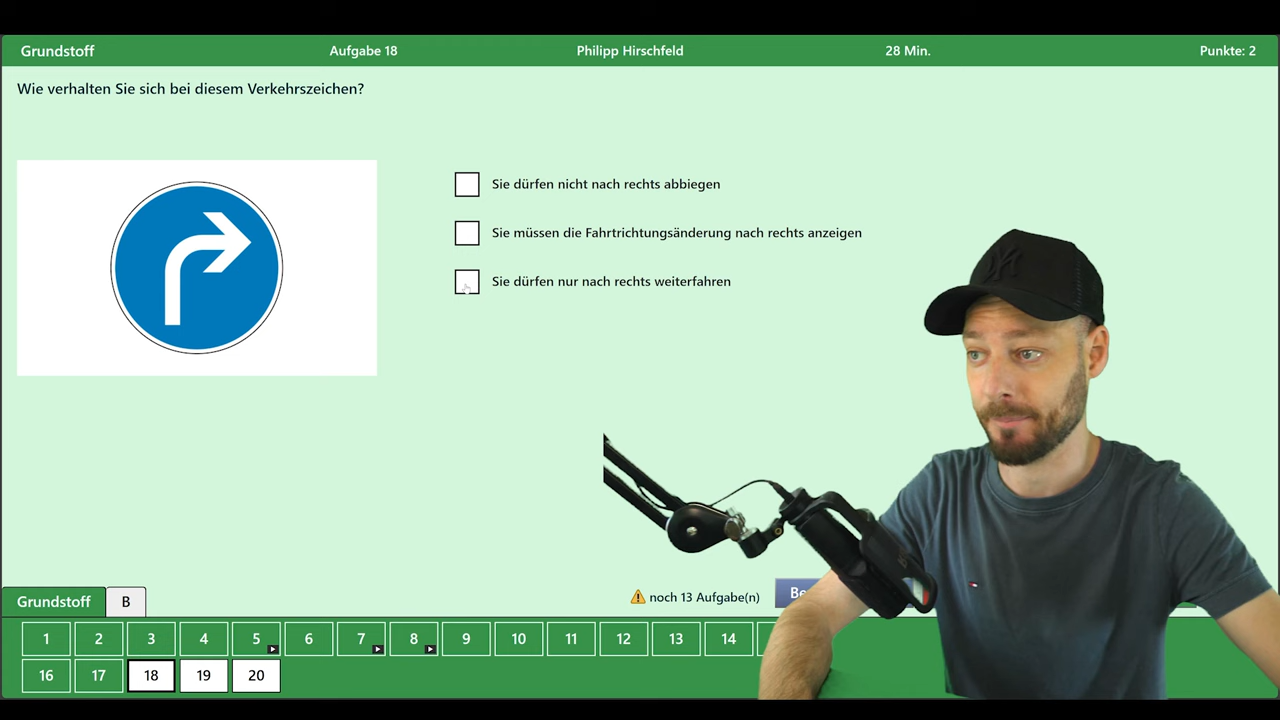 Grundstoff Aufgabe 18 Philipp Hirschfeld 28 Min. Punkte: 2
Wie verhalten Sie sich bei diesem Verkehrszeichen?
Sie dürfen nicht nach rechts abbiegen
Sie müssen die Fahrtrichtungsänderung nach rechts anzeigen
Sie dürfen nur nach rechts weiterfahren
Grundstoff B noch 13 Aufgabe(n) Be
1 2 3 4 5 6 7 8 9 10 11 12 13 14
16 17 18 19 20